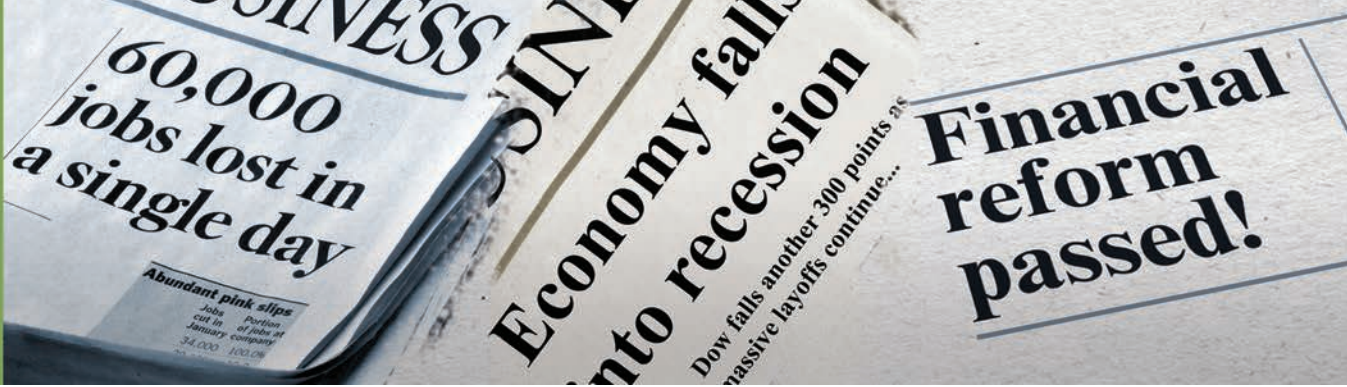 BUSINESS
60,000
jobs lost in
a single day
Abundant pink slips
Jobs
cut in
January
Portion
of jobs at
company
34,000 100.0%
Economy falls
into recession
Dow falls another 300 points as
massive layoffs continue...
Financial
reform
passed!